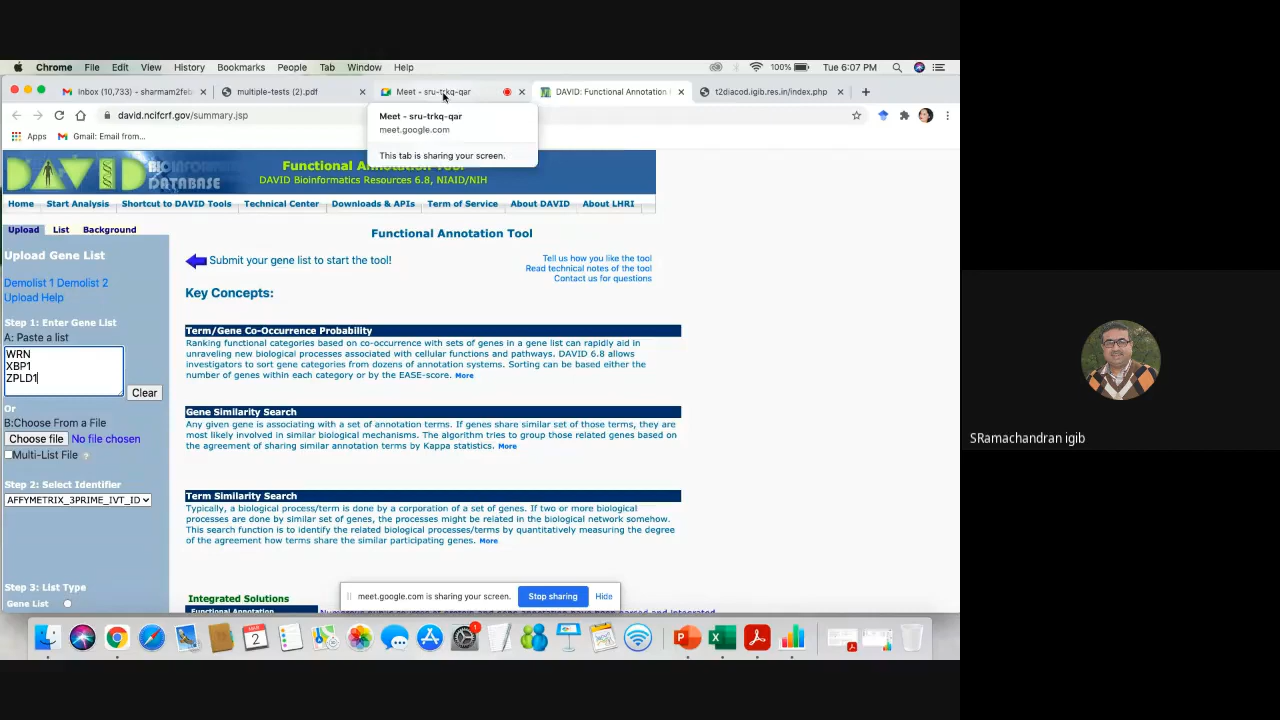 Chrome File Edit View History Bookmarks People Tab Window Help 100% Tue 6:07 PM
Inbox (10,733) - sharmam2feb multiple-tests (2).pdf Meet - sru-trkq-qar DAVID: Functional Annotation t2diacod.igib.res.in/index.php
david.ncifcrf.gov/summary.jsp
Meet - sru-trkq-qar
meet.google.com
This tab is sharing your screen.
Apps Gmail: Email from...
DAVID BIOINFORMATICS DATABASE
Functional Annotation Tool
DAVID Bioinformatics Resources 6.8, NIAID/NIH
Home Start Analysis Shortcut to DAVID Tools Technical Center Downloads & APIs Term of Service About DAVID About LHRI
Upload List Background
Upload Gene List
Demolist 1 Demolist 2
Upload Help
Step 1: Enter Gene List
A: Paste a list
WRN
XBP1
ZPLD1
Clear
Or
B:Choose From a File
Choose file No file chosen
Multi-List File ?
Step 2: Select Identifier
AFFYMETRIX_3PRIME_IVT_ID
Step 3: List Type
Gene List
Functional Annotation Tool
Submit your gene list to start the tool!
Tell us how you like the tool
Read technical notes of the tool
Contact us for questions
Key Concepts:
Term/Gene Co-Occurrence Probability
Ranking functional categories based on co-occurrence with sets of genes in a gene list can rapidly aid in
unraveling new biological processes associated with cellular functions and pathways. DAVID 6.8 allows
investigators to sort gene categories from dozens of annotation systems. Sorting can be based either the
number of genes within each category or by the EASE-score. More
Gene Similarity Search
Any given gene is associating with a set of annotation terms. If genes share similar set of those terms, they are
most likely involved in similar biological mechanisms. The algorithm tries to group those related genes based on
the agreement of sharing similar annotation terms by Kappa statistics. More
Term Similarity Search
Typically, a biological process/term is done by a corporation of a set of genes. If two or more biological
processes are done by similar set of genes, the processes might be related in the biological network somehow.
This search function is to identify the related biological processes/terms by quantitatively measuring the degree
of the agreement how terms share the similar participating genes. More
Integrated Solutions
Functional Annotation
meet.google.com is sharing your screen. Stop sharing Hide
SRamachandran igib